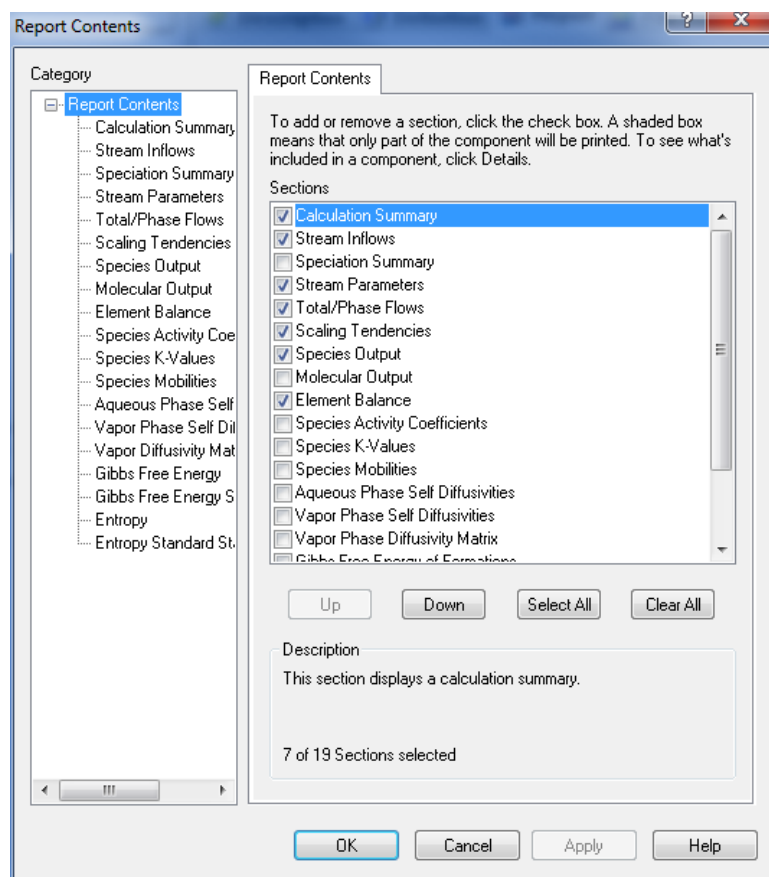 Report Contents
?
X
Category
Report Contents
Calculation Summary
Stream Inflows
Speciation Summary
Stream Parameters
Total/Phase Flows
Scaling Tendencies
Species Output
Molecular Output
Element Balance
Species Activity Coe
Species K-Values
Species Mobilities
Aqueous Phase Self
Vapor Phase Self Dif
Vapor Diffusivity Mat
Gibbs Free Energy
Gibbs Free Energy S
Entropy
Entropy Standard St
Report Contents
To add or remove a section, click the check box. A shaded box
means that only part of the component will be printed. To see what's
included in a component, click Details.
Sections
Calculation Summary
Stream Inflows
Speciation Summary
Stream Parameters
Total/Phase Flows
Scaling Tendencies
Species Output
Molecular Output
Element Balance
Species Activity Coefficients
Species K-Values
Species Mobilities
Aqueous Phase Self Diffusivities
Vapor Phase Self Diffusivities
Vapor Phase Diffusivity Matrix
Gibbs Free Energy of Formations
Up Down Select All Clear All
Description
This section displays a calculation summary.
7 of 19 Sections selected
OK Cancel Apply Help